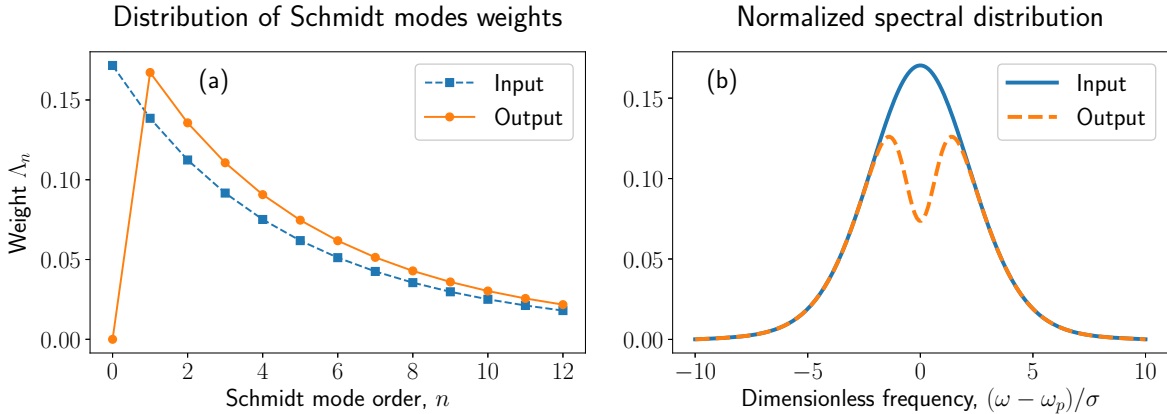 Distribution of Schmidt modes weights
(a)
Input
Output
0.15
0.10
0.05
0.00
Weight Λₙ
0 2 4 6 8 10 12
Schmidt mode order, n
Normalized spectral distribution
(b)
Input
Output
0.15
0.10
0.05
0.00
−10 −5 0 5 10
Dimensionless frequency, (ω − ωₚ)/σ